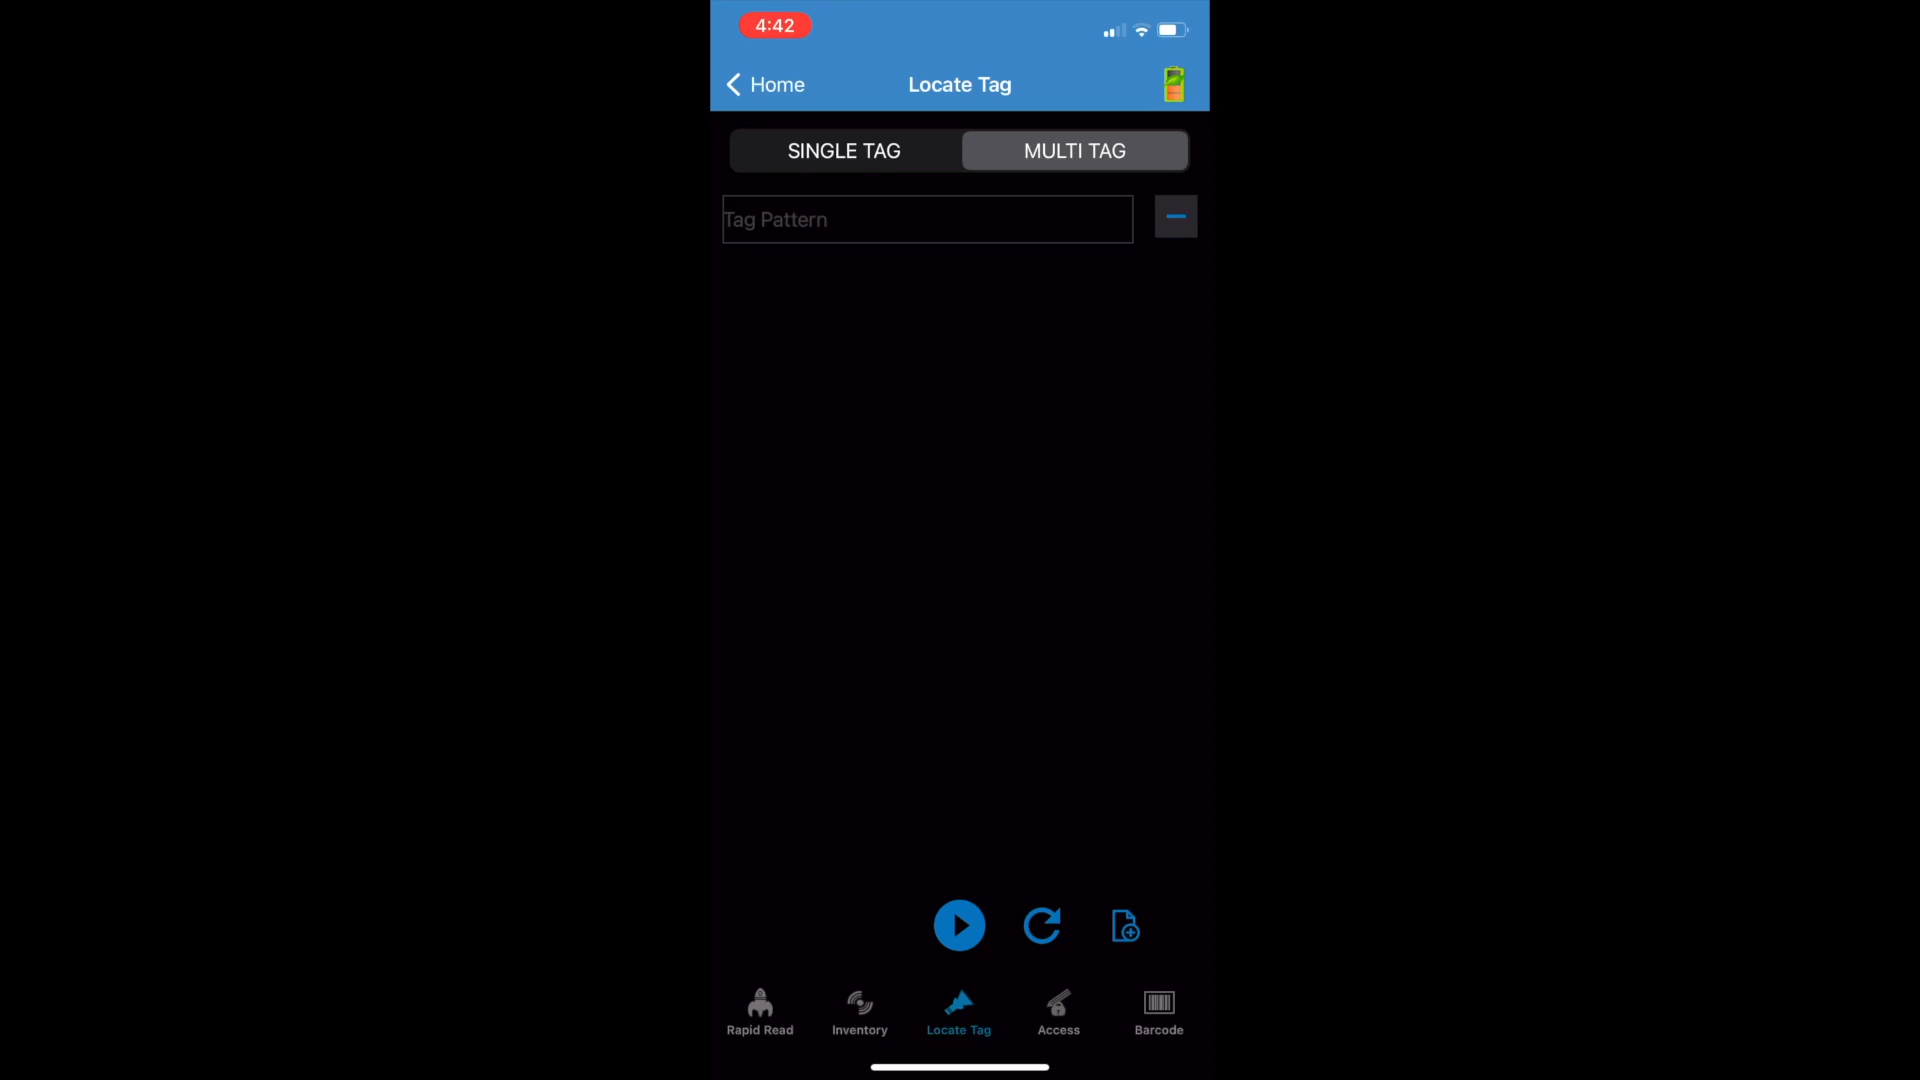 4:42
Home
Locate Tag
SINGLE TAG
MULTI TAG
Tag Pattern
Rapid Read
Inventory
Locate Tag
Access
Barcode